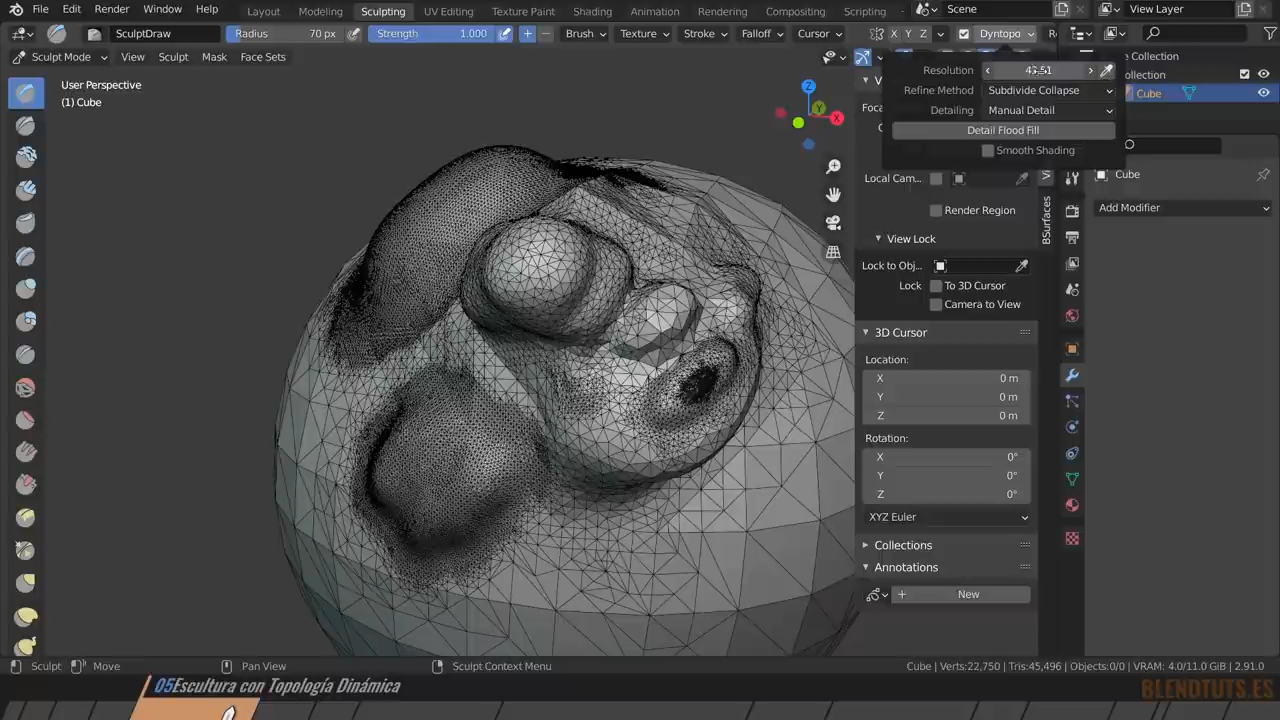 File Edit Render Window Help
Layout Modeling Sculpting UV Editing Texture Paint Shading Animation Rendering Compositing Scripting
Scene View Layer
SculptDraw Radius 70 px Strength 1.000 Brush Texture Stroke Falloff Cursor X Y Z Dyntopo
Sculpt Mode View Sculpt Mask Face Sets
User Perspective
(1) Cube
Z
Y
X
Resolution
Refine Method Subdivide Collapse
Detailing Manual Detail
Detail Flood Fill
Smooth Shading
Local Cam...
Render Region
View Lock
Lock to Obj...
Lock To 3D Cursor
Camera to View
3D Cursor
Location:
X 0 m
Y 0 m
Z 0 m
Rotation:
X 0°
Y 0°
Z 0°
XYZ Euler
Collections
Annotations
New
BSurfaces
Cube
Cube
Add Modifier
Sculpt Move Pan View Sculpt Context Menu
Cube | Verts:22,750 | Tris:45,496 | Objects:0/0 | VRAM: 4.0/11.0 GiB | 2.91.0
05Escultura con Topología Dinámica
BLENDTUTS.ES